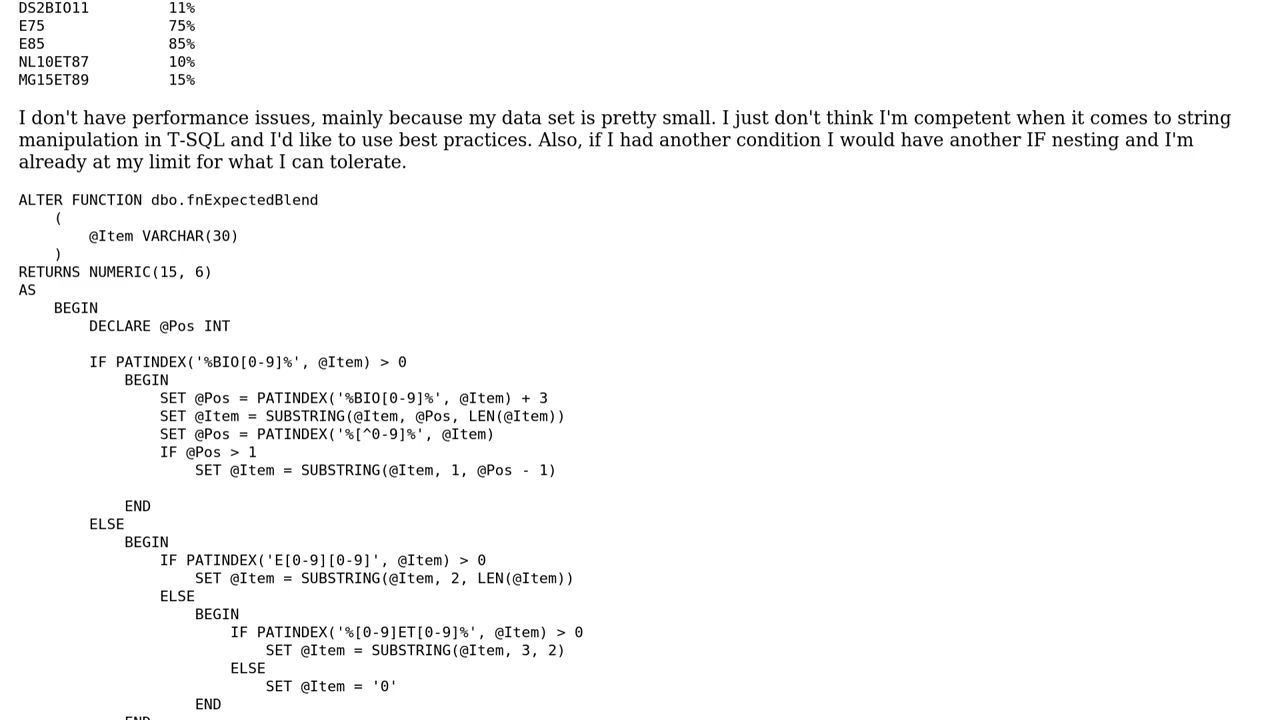 DS2BIO11         11%
E75              75%
E85              85%
NL10ET87         10%
MG15ET89         15%
I don't have performance issues, mainly because my data set is pretty small. I just don't think I'm competent when it comes to string
manipulation in T-SQL and I'd like to use best practices. Also, if I had another condition I would have another IF nesting and I'm
already at my limit for what I can tolerate.
ALTER FUNCTION dbo.fnExpectedBlend
    (
        @Item VARCHAR(30)
    )
RETURNS NUMERIC(15, 6)
AS
    BEGIN
        DECLARE @Pos INT
        IF PATINDEX('%BIO[0-9]%', @Item) > 0
            BEGIN
                SET @Pos = PATINDEX('%BIO[0-9]%', @Item) + 3
                SET @Item = SUBSTRING(@Item, @Pos, LEN(@Item))
                SET @Pos = PATINDEX('%[^0-9]%', @Item)
                IF @Pos > 1
                    SET @Item = SUBSTRING(@Item, 1, @Pos - 1)
            END
        ELSE
            BEGIN
                IF PATINDEX('E[0-9][0-9]', @Item) > 0
                    SET @Item = SUBSTRING(@Item, 2, LEN(@Item))
                ELSE
                    BEGIN
                        IF PATINDEX('%[0-9]ET[0-9]%', @Item) > 0
                            SET @Item = SUBSTRING(@Item, 3, 2)
                        ELSE
                            SET @Item = '0'
                    END
            END